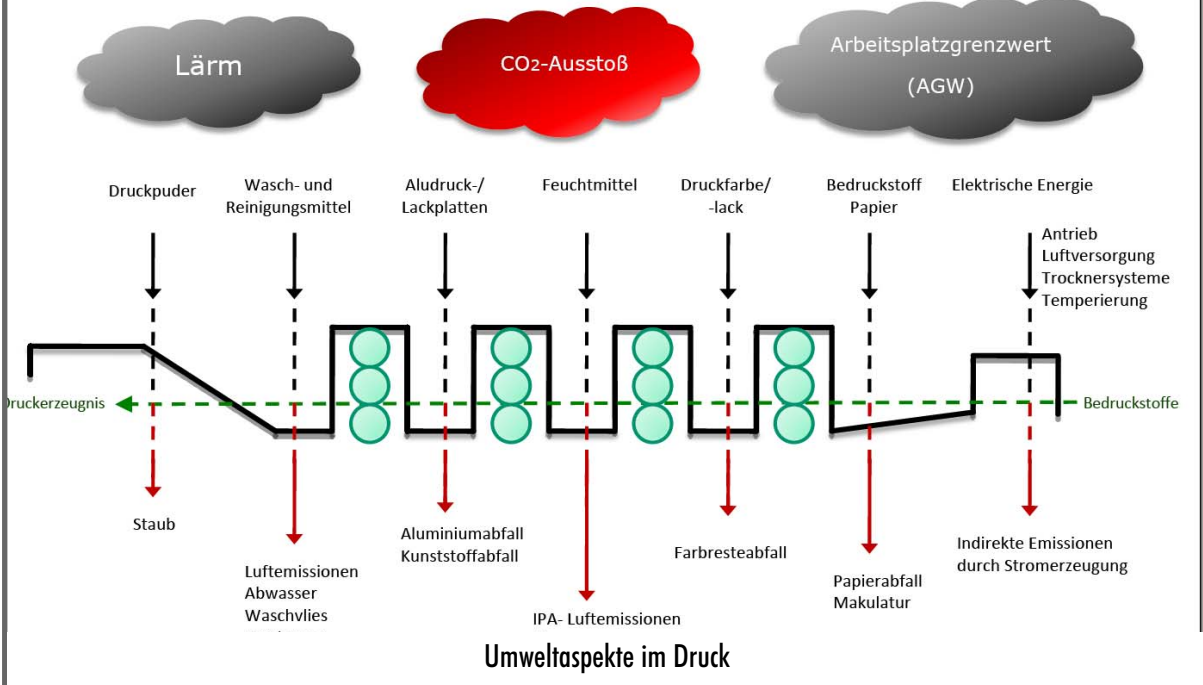 Lärm
CO2-Ausstoß
Arbeitsplatzgrenzwert
(AGW)
Druckpuder
Wasch- und
Reinigungsmittel
Aludruck-/
Lackplatten
Feuchtmittel
Druckfarbe/
-lack
Bedruckstoff
Papier
Elektrische Energie
Antrieb
Luftversorgung
Trocknersysteme
Temperierung
Druckerzeugnis
Bedruckstoffe
Staub
Luftemissionen
Abwasser
Waschvlies
Aluminiumabfall
Kunststoffabfall
IPA- Luftemissionen
Farbresteabfall
Papierabfall
Makulatur
Indirekte Emissionen
durch Stromerzeugung
Umweltaspekte im Druck